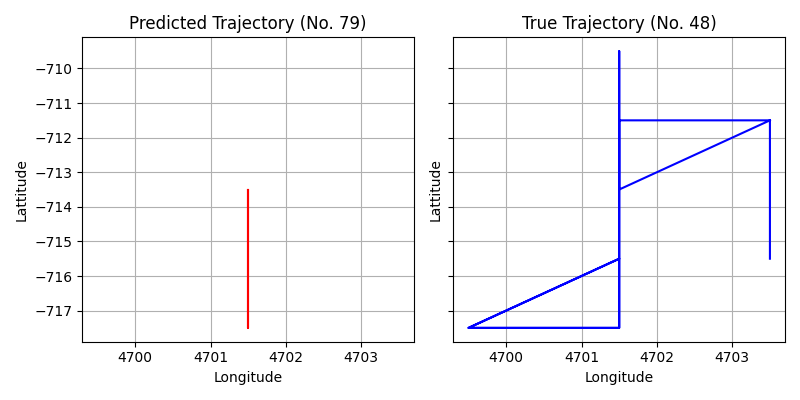 Predicted Trajectory (No. 79)
True Trajectory (No. 48)
−710
−711
−712
−713
−714
−715
−716
−717
Lattitude
Lattitude
4700
4701
4702
4703
4700
4701
4702
4703
Longitude
Longitude